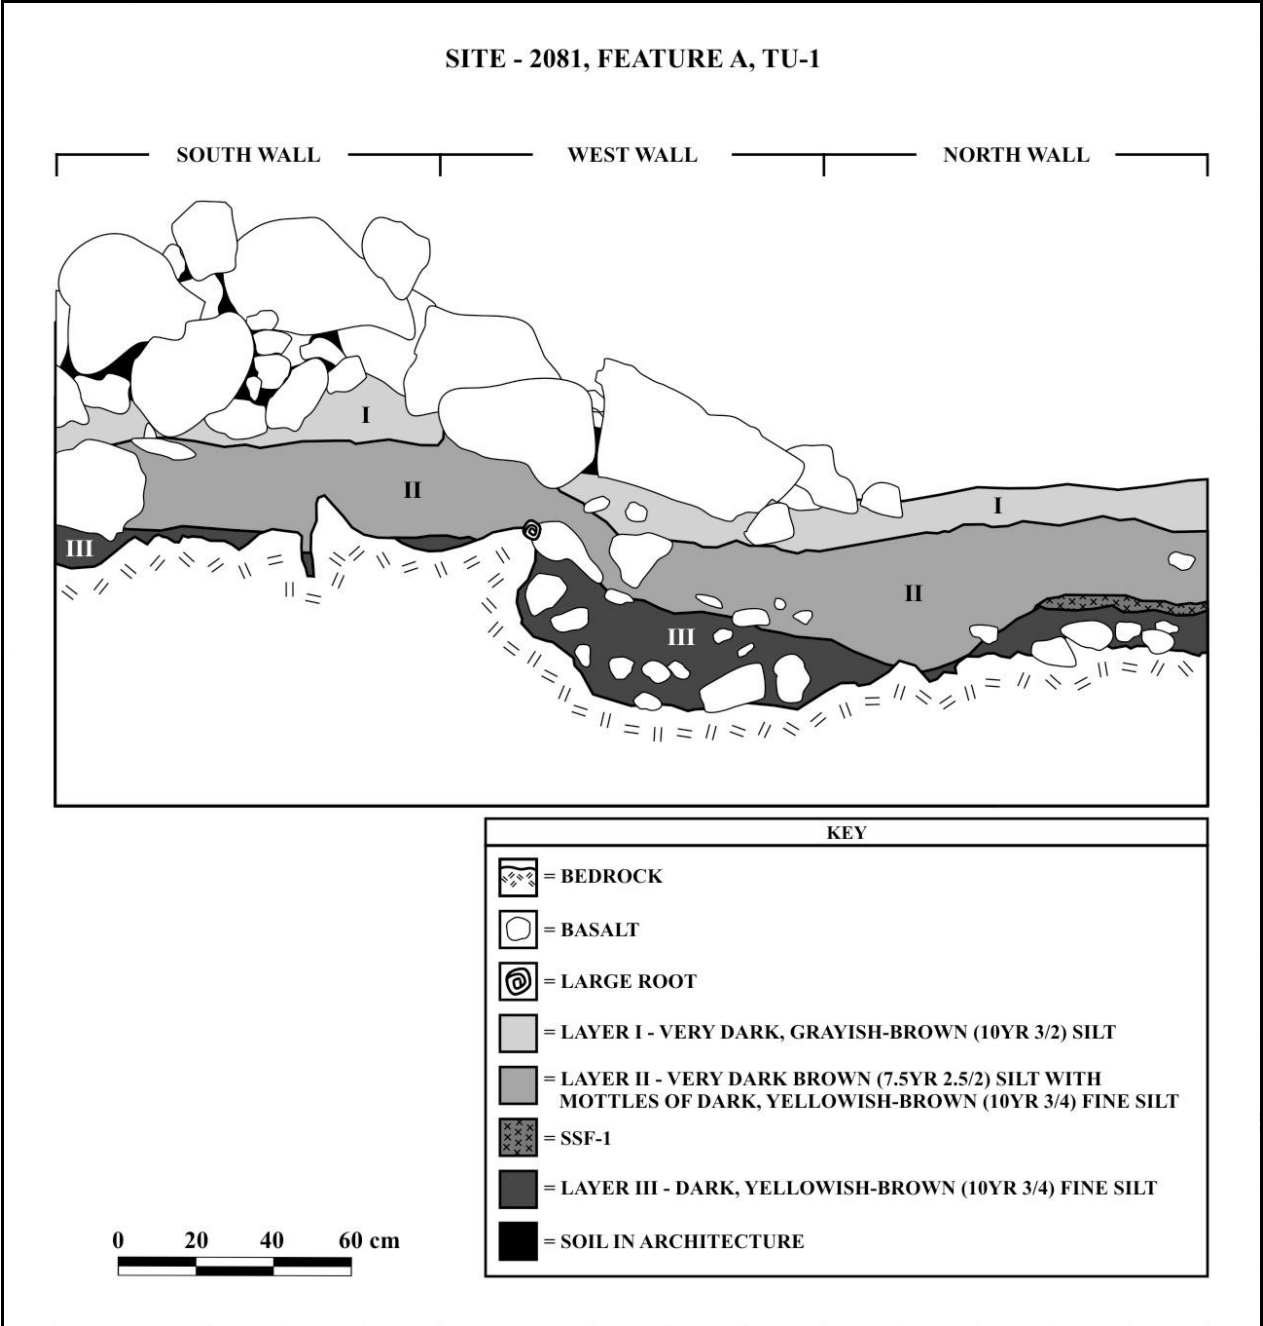 SITE - 2081, FEATURE A, TU-1
SOUTH WALL
WEST WALL
NORTH WALL
I
I
II
II
III
III
KEY
= BEDROCK
= BASALT
= LARGE ROOT
= LAYER I - VERY DARK, GRAYISH-BROWN (10YR 3/2) SILT
= LAYER II - VERY DARK BROWN (7.5YR 2.5/2) SILT WITH
MOTTLES OF DARK, YELLOWISH-BROWN (10YR 3/4) FINE SILT
= SSF-1
= LAYER III - DARK, YELLOWISH-BROWN (10YR 3/4) FINE SILT
= SOIL IN ARCHITECTURE
0 20 40 60 cm